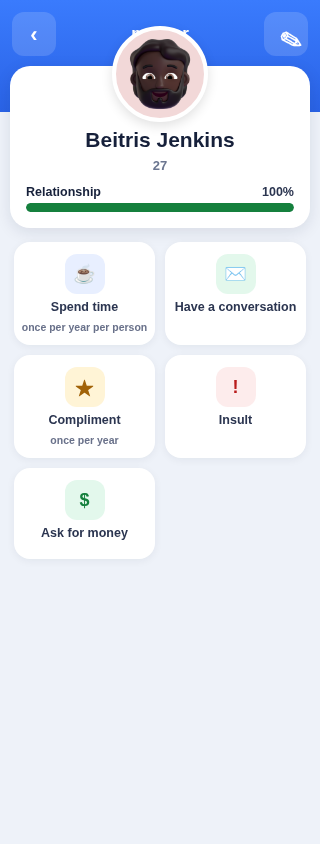 Beitris Jenkins
27
Relationship 100%
Spend time
once per year per person
Have a conversation
Compliment
once per year
Insult
!
$
Ask for money